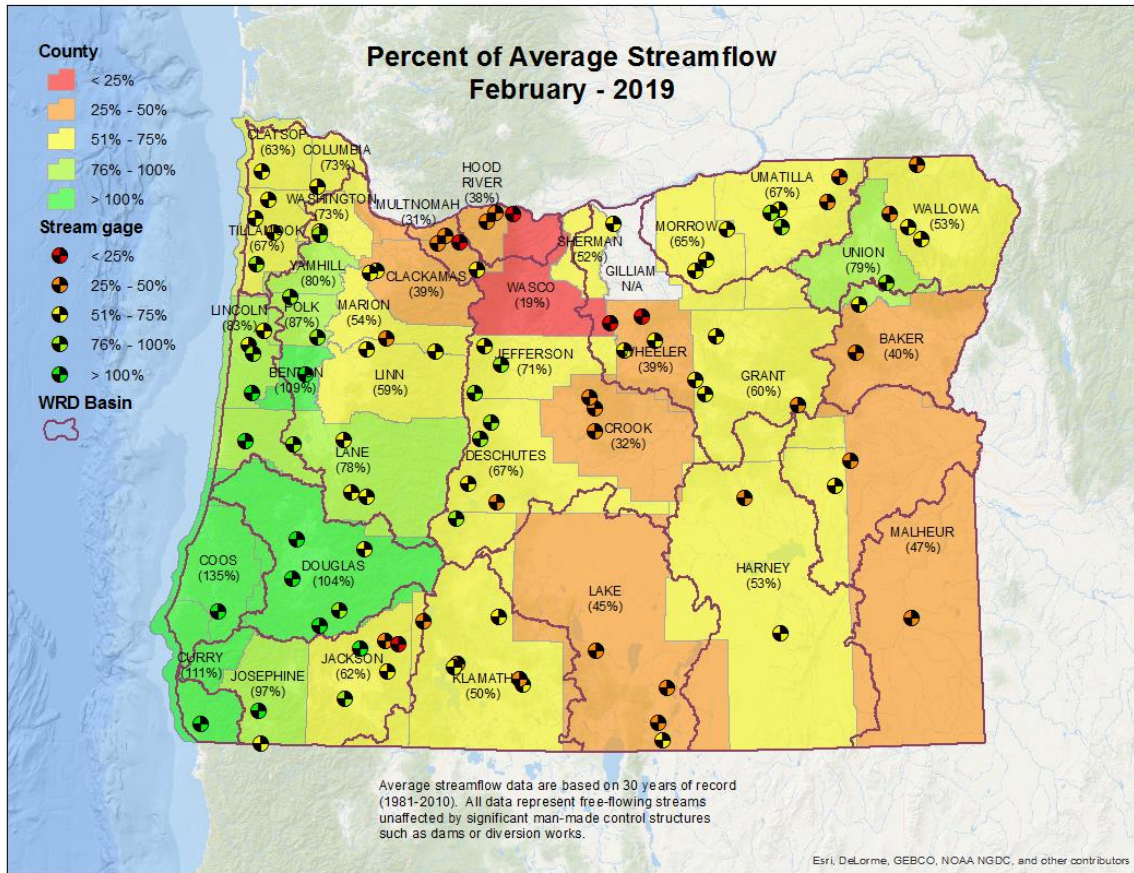 Percent of Average Streamflow
February - 2019
County
< 25%
25% - 50%
51% - 75%
76% - 100%
> 100%
Stream gage
< 25%
25% - 50%
51% - 75%
76% - 100%
> 100%
WRD Basin
CLATSOP
(63%)
COLUMBIA
(73%)
HOOD
RIVER
(38%)
MULTNOMAH
(31%)
WASHINGTON
(73%)
TILLAMOOK
(67%)
YAMHILL
(80%)
CLACKAMAS
(39%)
WASCO
(19%)
SHERMAN
(52%)
GILLIAM
N/A
MORROW
(65%)
UMATILLA
(67%)
UNION
(79%)
WALLOWA
(53%)
LINCOLN
(83%)
POLK
(87%)
MARION
(54%)
BENTON
(109%)
LINN
(59%)
JEFFERSON
(71%)
WHEELER
(39%)
GRANT
(60%)
BAKER
(40%)
LANE
(78%)
DESCHUTES
(67%)
CROOK
(32%)
COOS
(135%)
DOUGLAS
(104%)
LAKE
(45%)
HARNEY
(53%)
MALHEUR
(47%)
CURRY
(111%)
JOSEPHINE
(97%)
JACKSON
(62%)
KLAMATH
(50%)
Average streamflow data are based on 30 years of record
(1981-2010). All data represent free-flowing streams
unaffected by significant man-made control structures
such as dams or diversion works.
Esri, DeLorme, GEBCO, NOAA NGDC, and other contributors